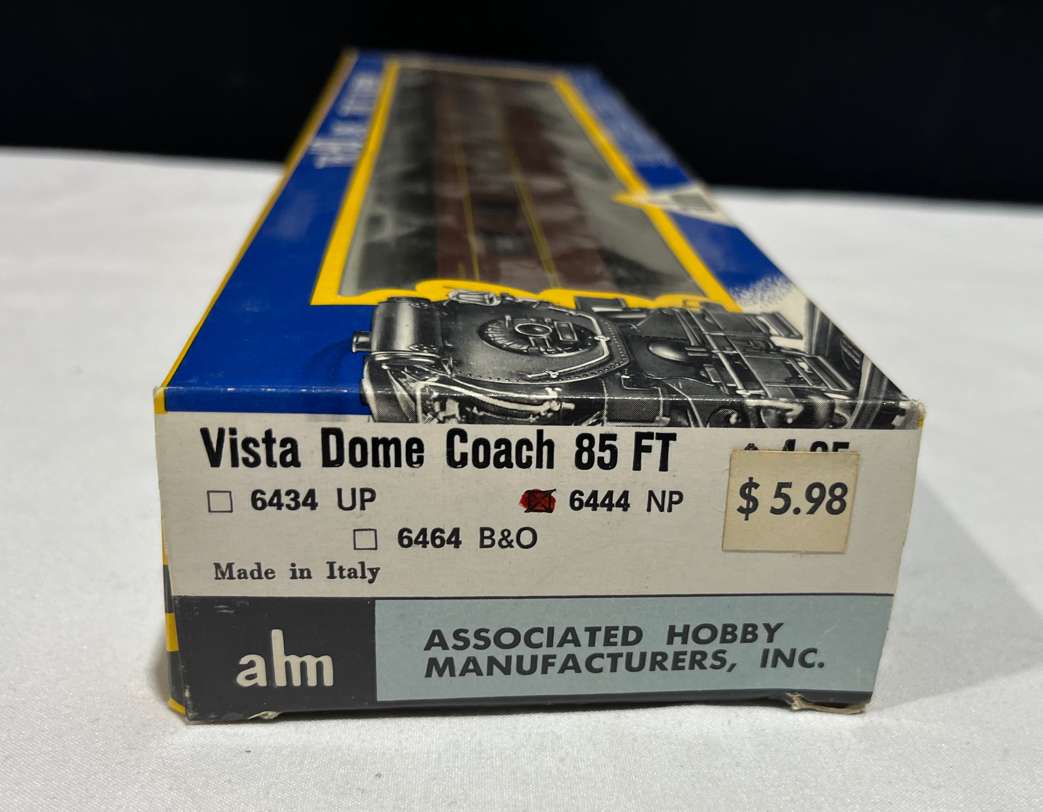 Vista Dome Coach 85 FT
☐ 6434 UP ☒ 6444 NP
$ 5.98
☐ 6464 B&O
Made in Italy
ahm
ASSOCIATED HOBBY
MANUFACTURERS, INC.